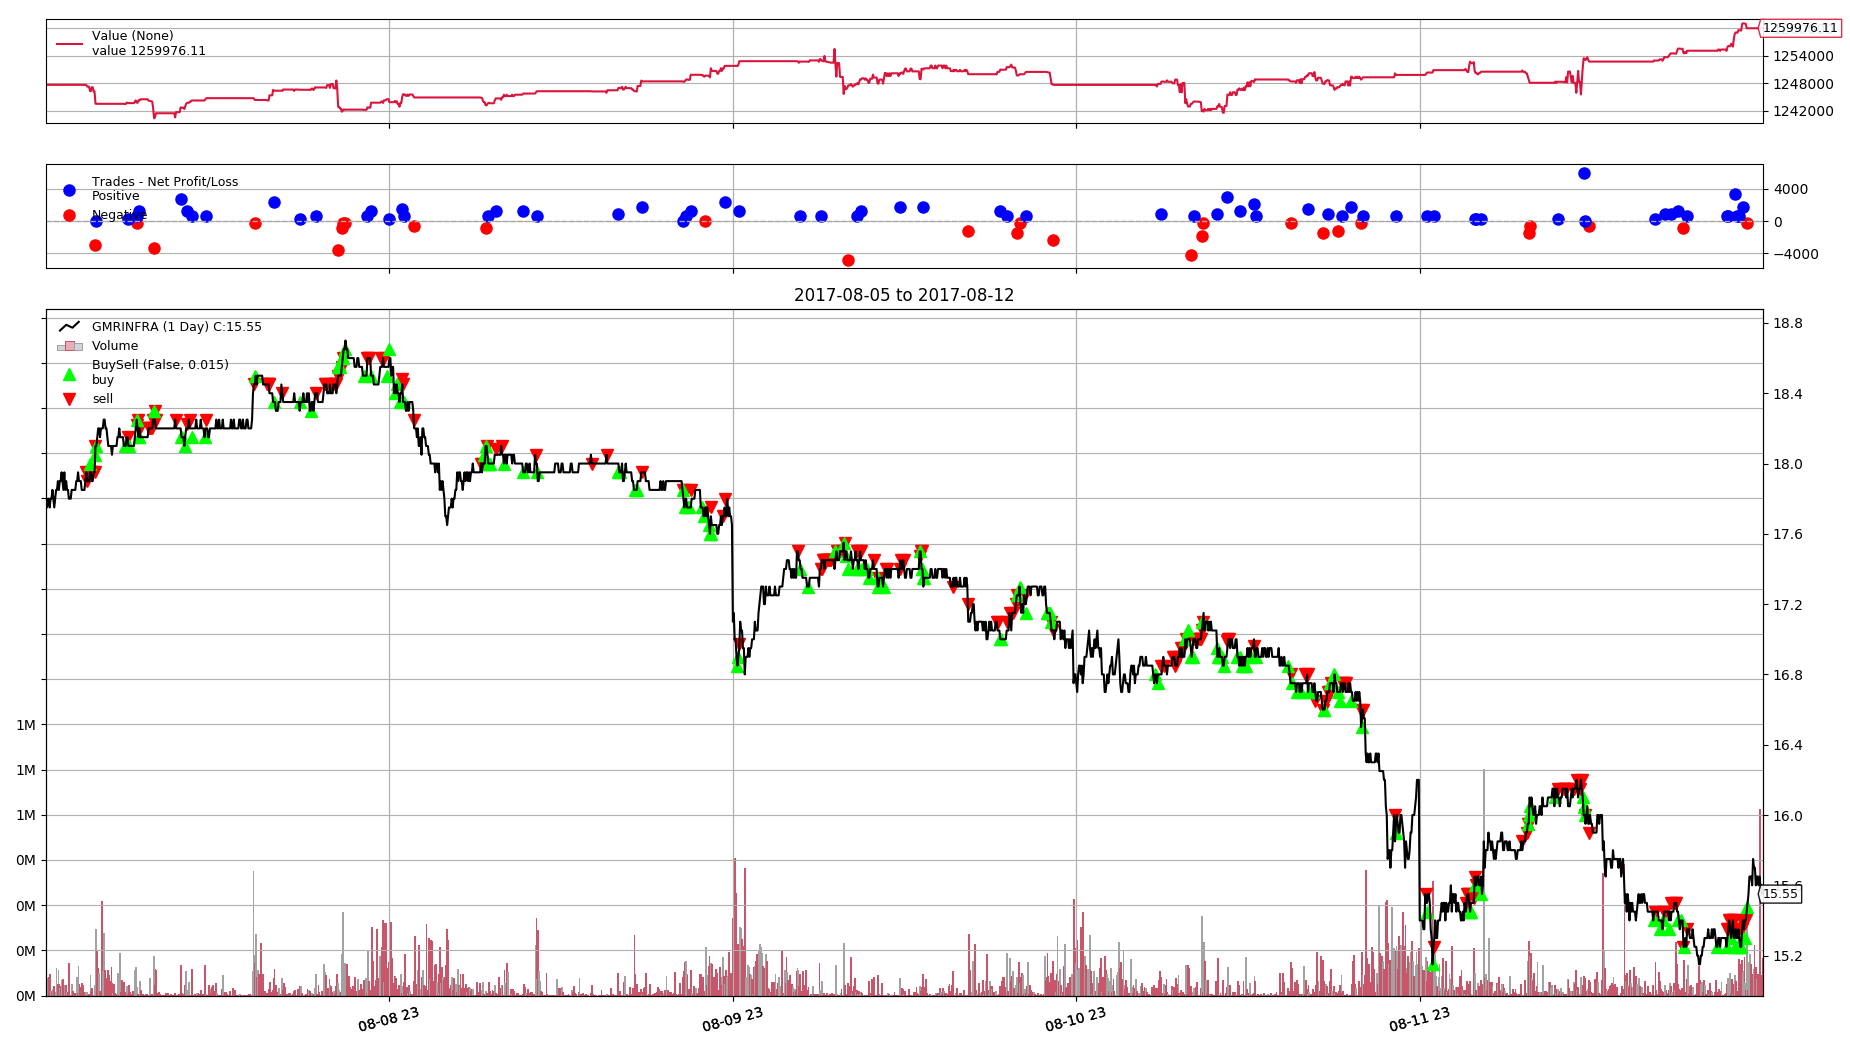 Value (None)
value 1259976.11
1259976.11
1254000
1248000
1242000
Trades - Net Profit/Loss
Positive
Negative
4000
0
−4000
2017-08-05 to 2017-08-12
GMRINFRA (1 Day) C:15.55
Volume
BuySell (False, 0.015)
buy
sell
18.8
18.4
18.0
17.6
17.2
16.8
16.4
16.0
15.6
15.55
15.2
1M
1M
1M
0M
0M
0M
0M
08-08 23
08-09 23
08-10 23
08-11 23